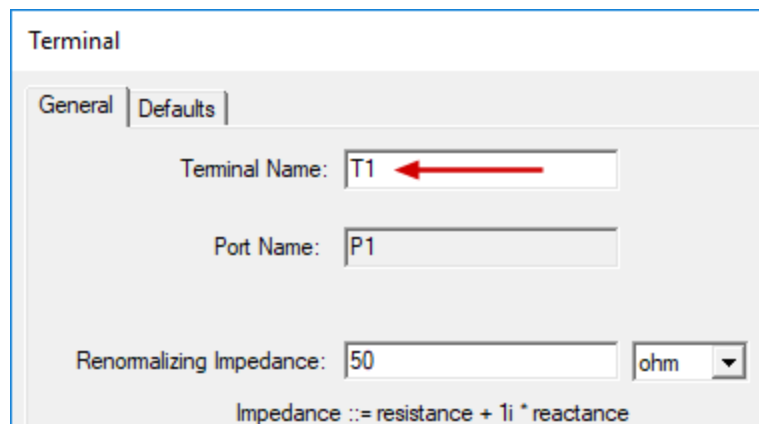 Terminal
General Defaults
Terminal Name: T1
Port Name: P1
Renormalizing Impedance: 50 ohm
Impedance ::= resistance + 1i * reactance